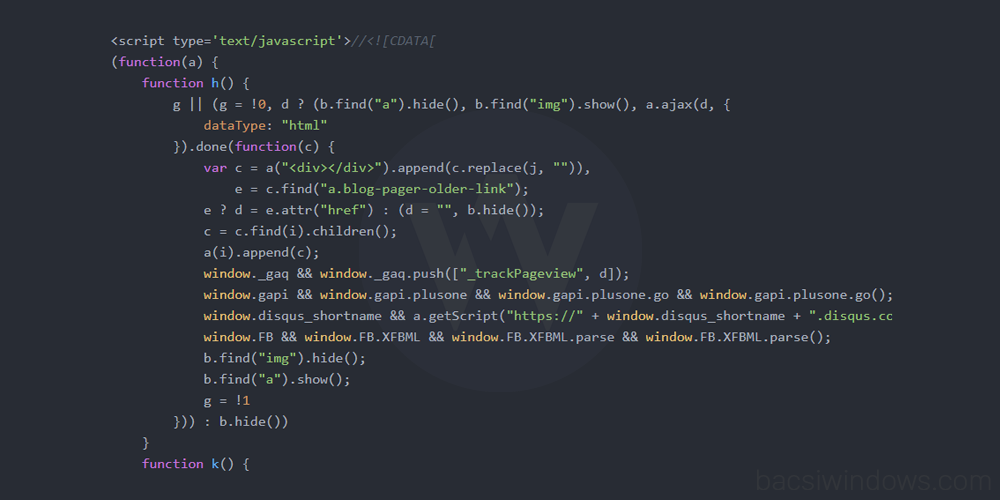 <script type='text/javascript'>//<![CDATA[
(function(a) {
    function h() {
        g || (g = !0, d ? (b.find("a").hide(), b.find("img").show(), a.ajax(d, {
            dataType: "html"
        }).done(function(c) {
            var c = a("<div></div>").append(c.replace(j, "")),
                e = c.find("a.blog-pager-older-link");
            e ? d = e.attr("href") : (d = "", b.hide());
            c = c.find(i).children();
            a(i).append(c);
            window._gaq && window._gaq.push(["_trackPageview", d]);
            window.gapi && window.gapi.plusone && window.gapi.plusone.go && window.gapi.plusone.go();
            window.disqus_shortname && a.getScript("https://" + window.disqus_shortname + ".disqus.cc
            window.FB && window.FB.XFBML && window.FB.XFBML.parse && window.FB.XFBML.parse();
            b.find("img").hide();
            b.find("a").show();
            g = !1
        })) : b.hide())
    }
    function k() {
bacsiwindows.com